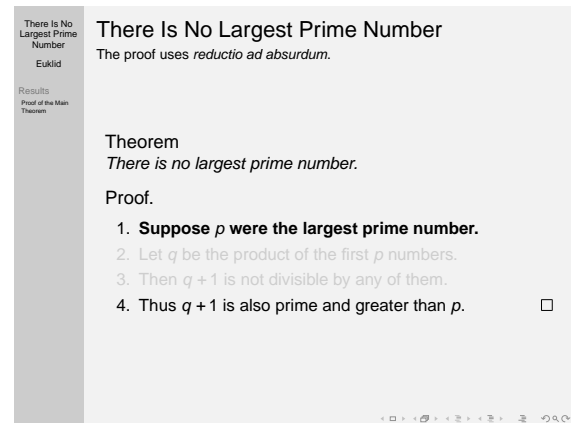 There Is No
Largest Prime
Number
Euklid
Results
Proof of the Main
Theorem
There Is No Largest Prime Number
The proof uses reductio ad absurdum.
Theorem
There is no largest prime number.
Proof.
1. Suppose p were the largest prime number.
2. Let q be the product of the first p numbers.
3. Then q + 1 is not divisible by any of them.
4. Thus q + 1 is also prime and greater than p. □